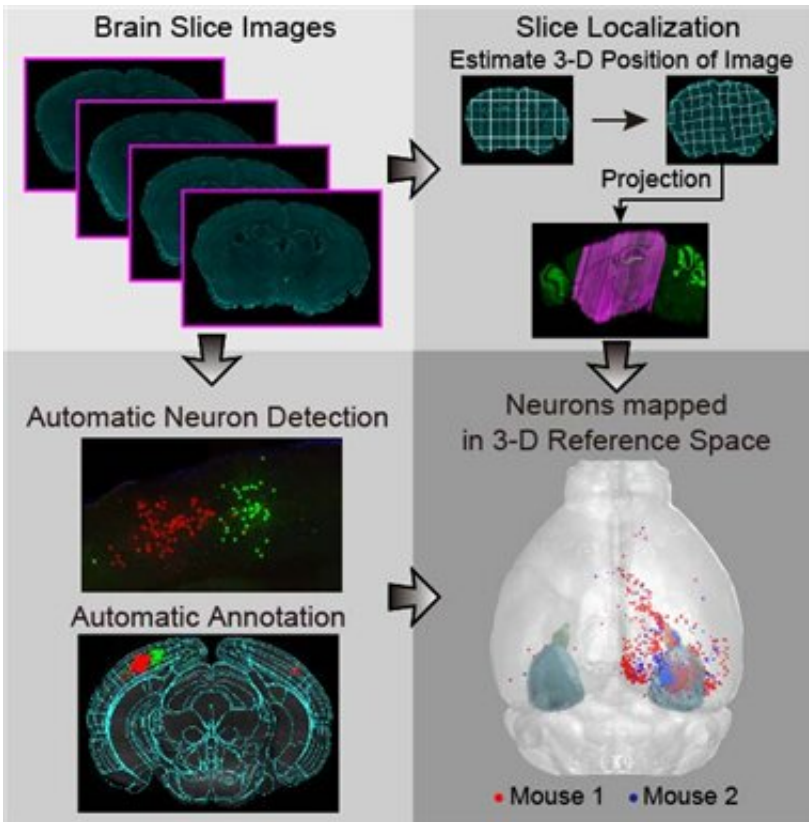 Brain Slice Images
Slice Localization
Estimate 3-D Position of Image
Projection
Automatic Neuron Detection
Automatic Annotation
Neurons mapped
in 3-D Reference Space
Mouse 1
Mouse 2